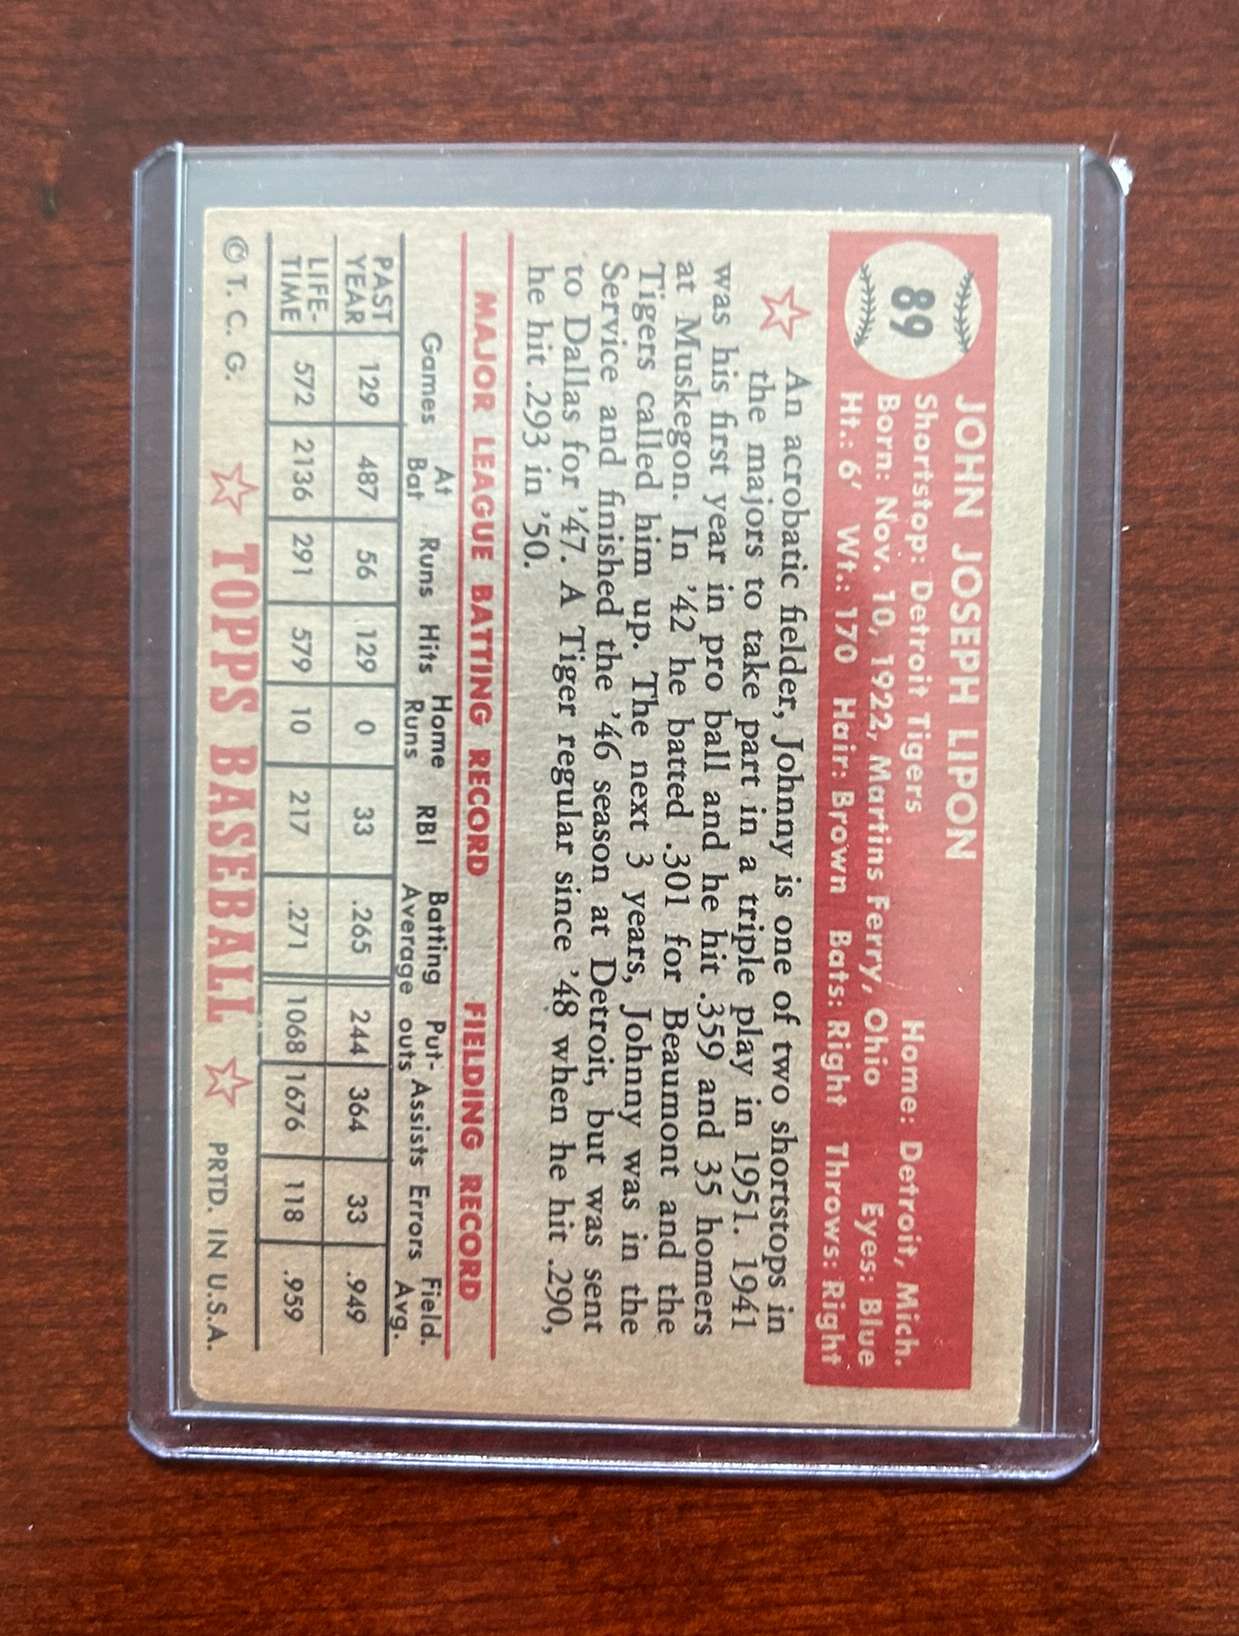 89
JOHN JOSEPH LIPON
Shortstop: Detroit Tigers Home: Detroit, Mich.
Born: Nov. 10, 1922, Martins Ferry, Ohio Eyes: Blue
Ht.: 6′ Wt.: 170 Hair: Brown Bats: Right Throws: Right
An acrobatic fielder, Johnny is one of two shortstops in
the majors to take part in a triple play in 1951. 1941
was his first year in pro ball and he hit .359 and 35 homers
at Muskegon. In '42 he batted .301 for Beaumont and the
Tigers called him up. The next 3 years, Johnny was in the
Service and finished the '46 season at Detroit, but was sent
to Dallas for '47. A Tiger regular since '48 when he hit .290,
he hit .293 in '50.
MAJOR LEAGUE BATTING RECORD FIELDING RECORD
Games At Bat Runs Hits Home Runs RBI Batting Average Put-outs Assists Errors Field. Avg.
PAST YEAR 129 487 56 129 0 33 .265 244 364 33 .949
LIFE-TIME 572 2136 291 579 10 217 .271 1068 1676 118 .959
© T. C. G. TOPPS BASEBALL PRTD. IN U.S.A.